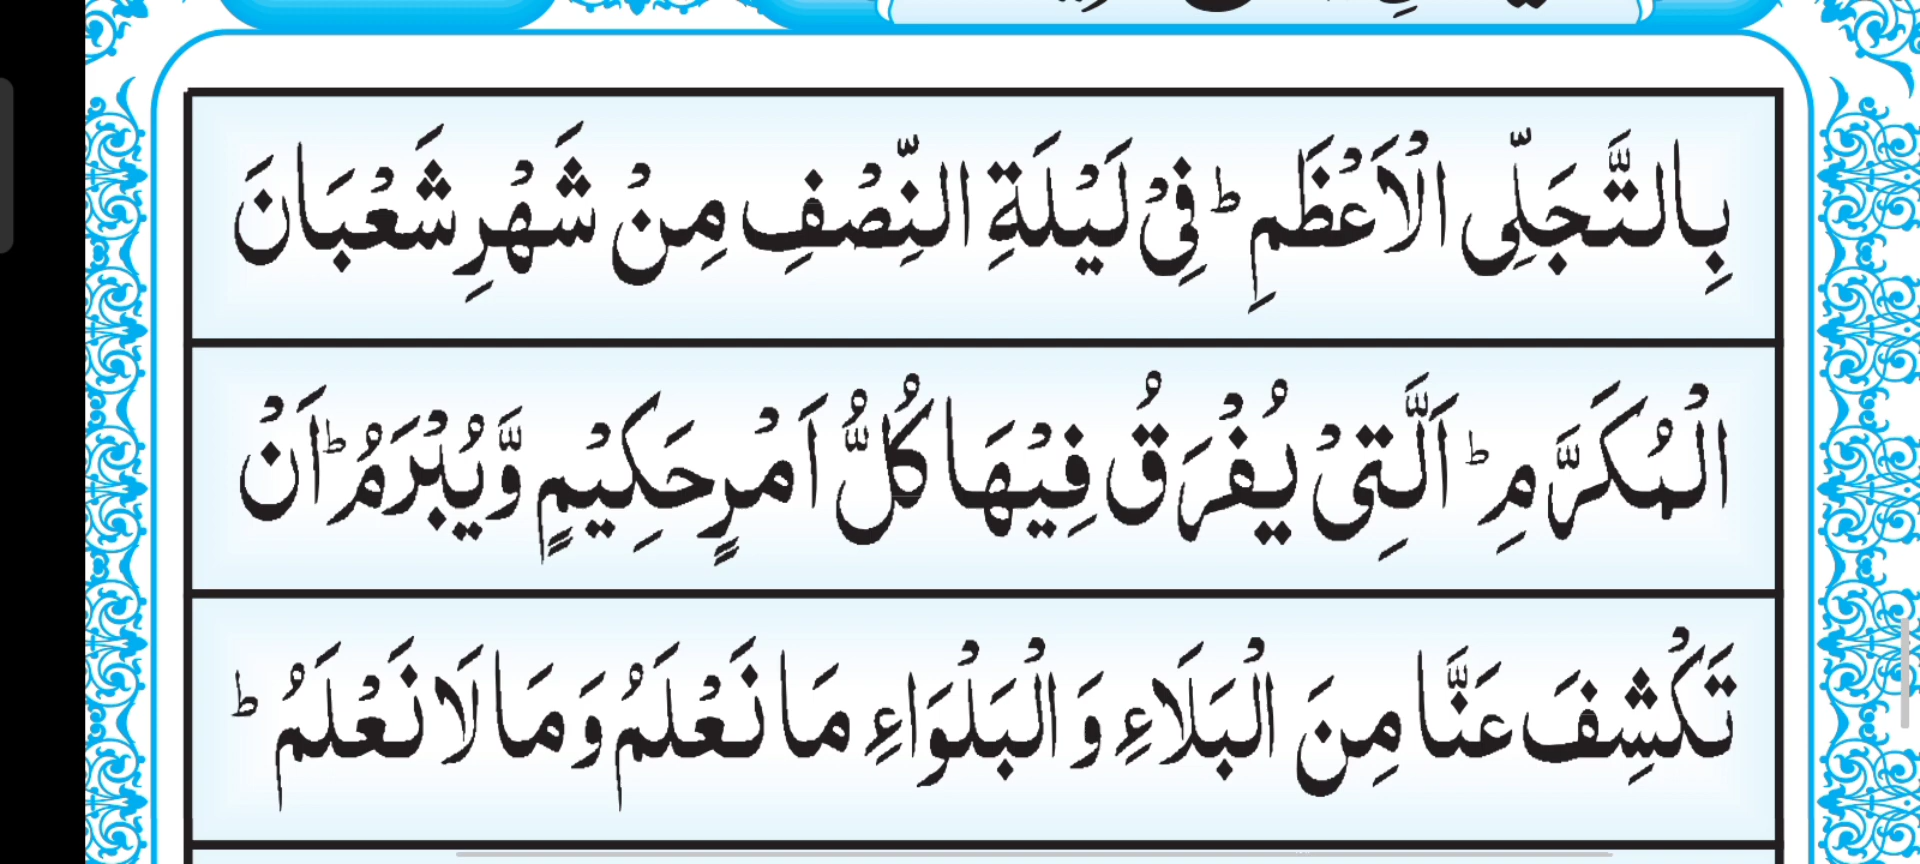 بِالتَّجَلِّی الْاَعْظَمِ ؕ فِیْ لَیْلَةِ النِّصْفِ مِنْ شَهْرِ شَعْبَانَ
الْمُکَرَّمِ ؕ اَلَّتِیْ یُفْرَقُ فِیْهَا کُلُّ اَمْرٍ حَکِیْمٍ وَّ یُبْرَمُ ؕ اَنْ
تَکْشِفَ عَنَّا مِنَ الْبَلَاءِ وَ الْبَلْوَاءِ مَا نَعْلَمُ وَ مَا لَا نَعْلَمُ ؕ